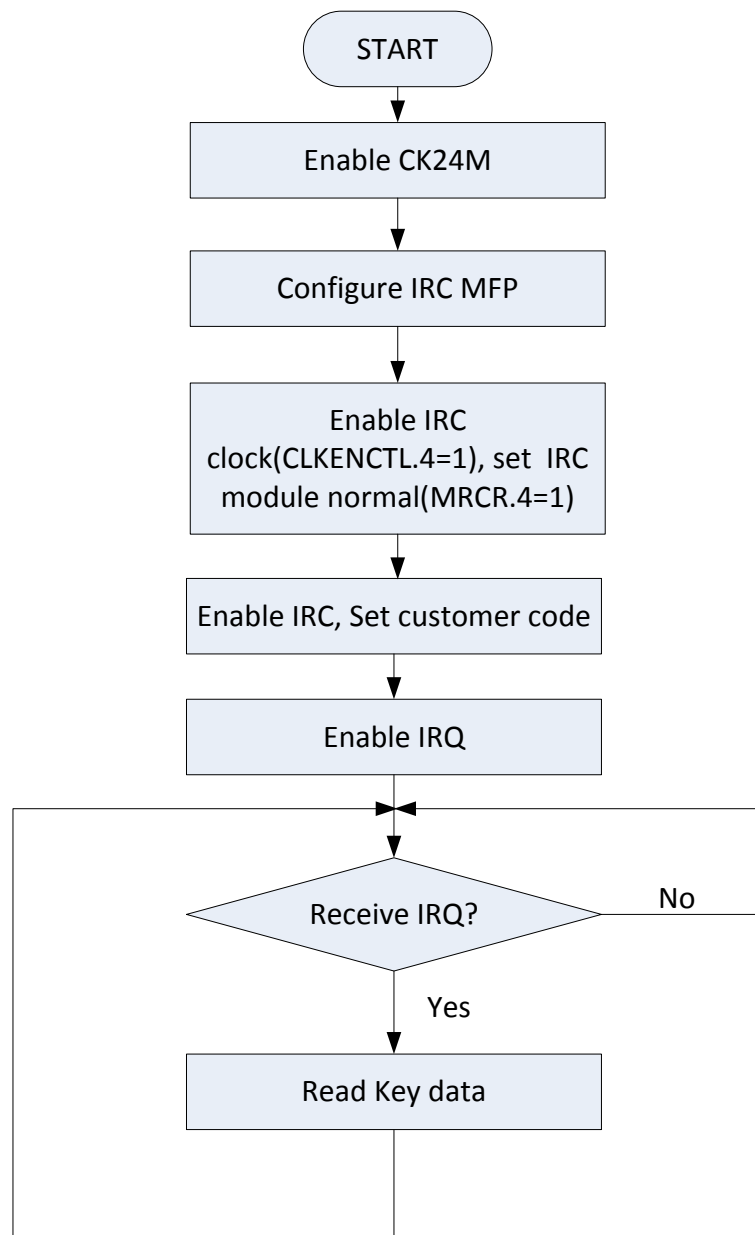 START
Enable CK24M
Configure IRC MFP
Enable IRC
clock(CLKENCTL.4=1), set  IRC
module normal(MRCR.4=1)
Enable IRC, Set customer code
Enable IRQ
Receive IRQ?
No
Yes
Read Key data